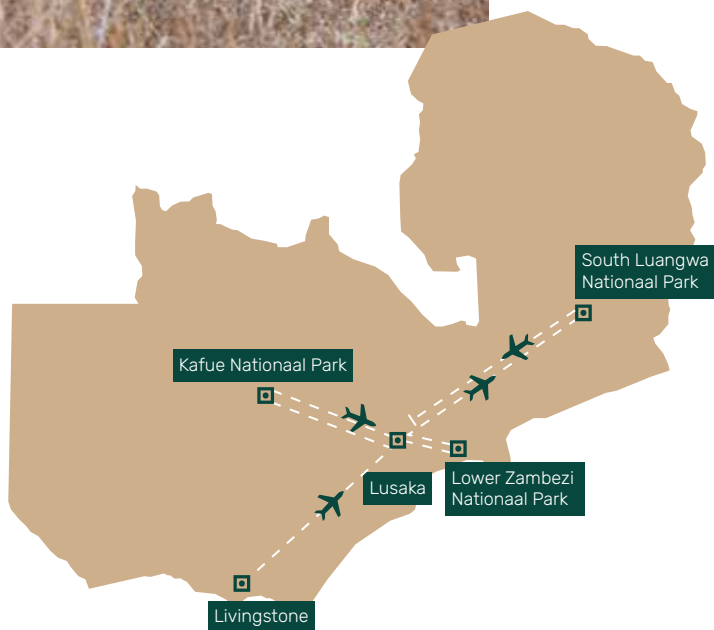 South Luangwa
Nationaal Park
Kafue Nationaal Park
Lusaka
Lower Zambezi
Nationaal Park
Livingstone